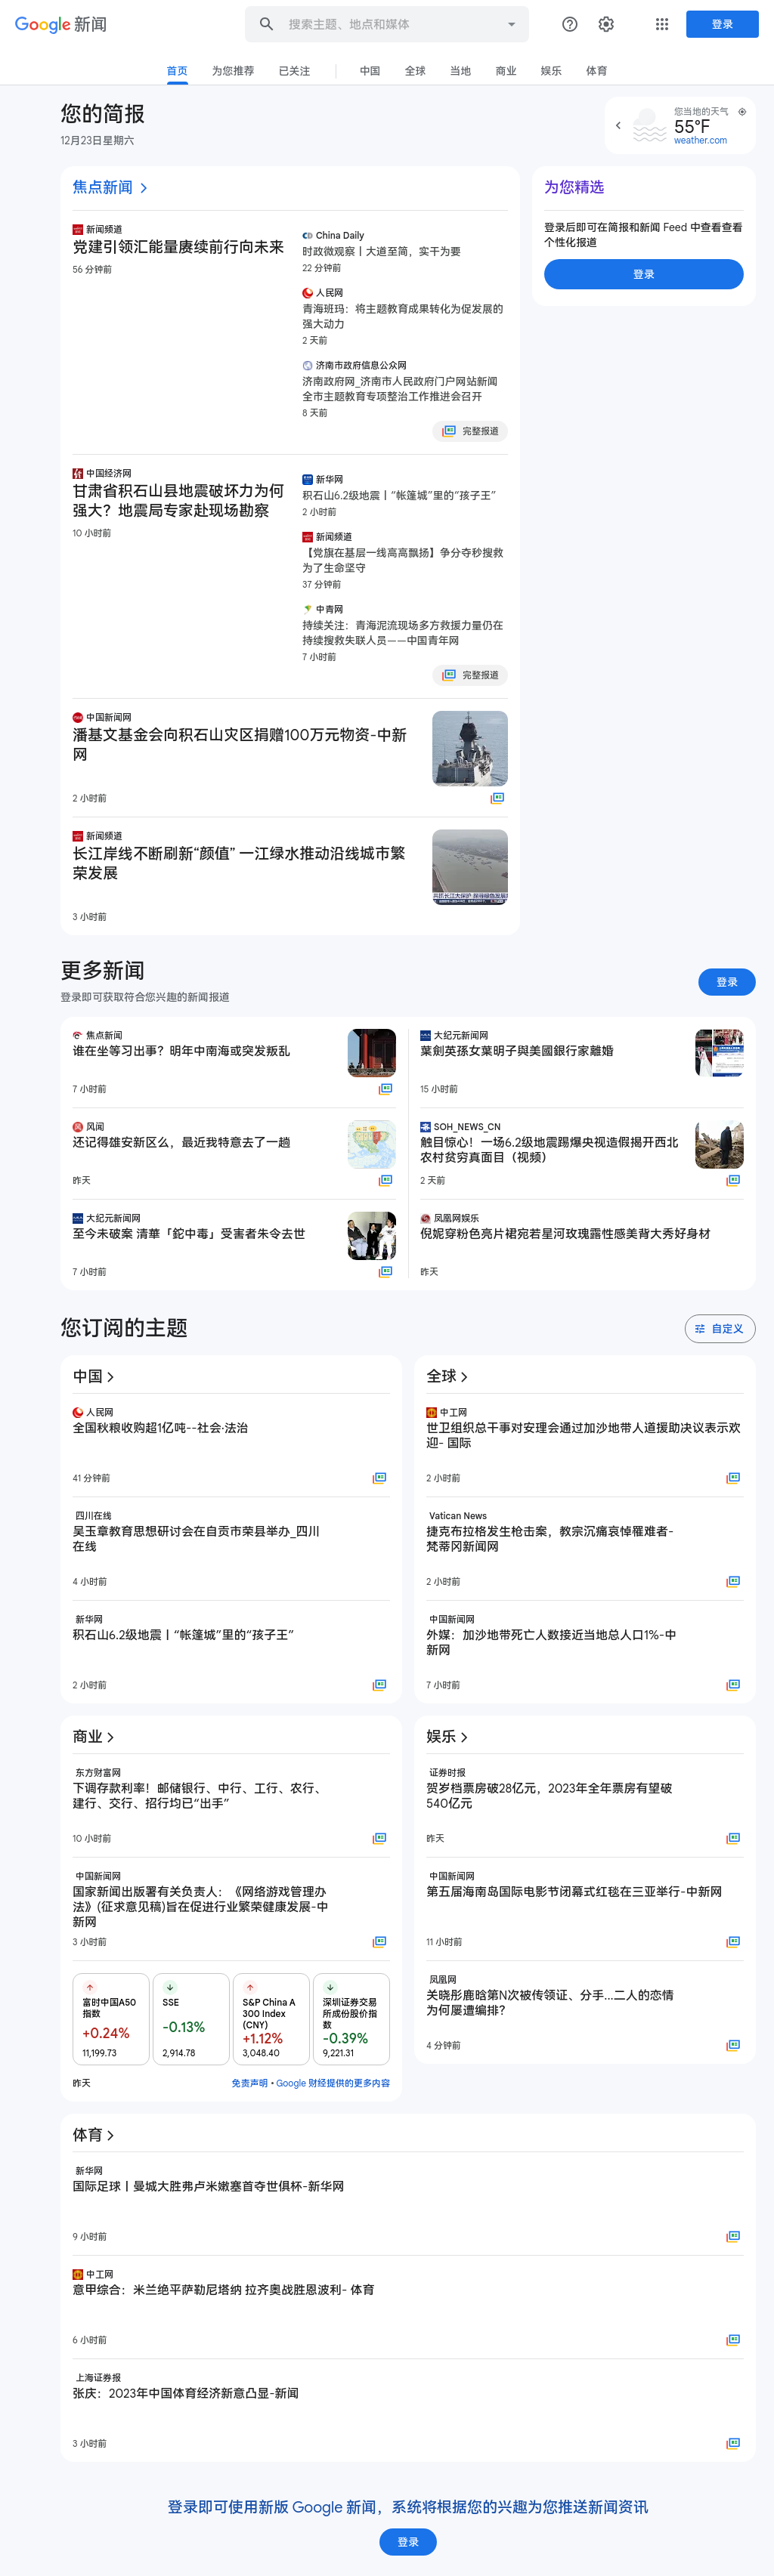 Google 新闻
搜索主题、地点和媒体
登录
首页
为您推荐
已关注
中国
全球
当地
商业
娱乐
体育
您的简报
12月23日星期六
您当地的天气
55°F
weather.com
焦点新闻
新闻频道
党建引领汇能量赓续前行向未来
56 分钟前
China Daily
时政微观察丨大道至简，实干为要
22 分钟前
人民网
青海班玛：将主题教育成果转化为促发展的
强大动力
2 天前
济南市政府信息公众网
济南政府网_济南市人民政府门户网站新闻
全市主题教育专项整治工作推进会召开
8 天前
完整报道
中国经济网
甘肃省积石山县地震破坏力为何
强大？地震局专家赴现场勘察
10 小时前
新华网
积石山6.2级地震丨“帐篷城”里的“孩子王”
2 小时前
新闻频道
【党旗在基层一线高高飘扬】争分夺秒搜救
为了生命坚守
37 分钟前
中青网
持续关注：青海泥流现场多方救援力量仍在
持续搜救失联人员——中国青年网
7 小时前
完整报道
中国新闻网
潘基文基金会向积石山灾区捐赠100万元物资-中新
网
2 小时前
新闻频道
长江岸线不断刷新“颜值” 一江绿水推动沿线城市繁
荣发展
3 小时前
为您精选
登录后即可在简报和新闻 Feed 中查看查看
个性化报道
登录
更多新闻
登录即可获取符合您兴趣的新闻报道
登录
焦点新闻
谁在坐等习出事？明年中南海或突发叛乱
7 小时前
风闻
还记得雄安新区么，最近我特意去了一趟
昨天
大纪元新闻网
至今未破案 清華「鉈中毒」受害者朱令去世
7 小时前
大纪元新闻网
葉劍英孫女葉明子與美國銀行家離婚
15 小时前
SOH_NEWS_CN
触目惊心！一场6.2级地震踢爆央视造假揭开西北
农村贫穷真面目（视频）
2 天前
凤凰网娱乐
倪妮穿粉色亮片裙宛若星河玫瑰露性感美背大秀好身材
昨天
您订阅的主题
自定义
中国
人民网
全国秋粮收购超1亿吨--社会·法治
41 分钟前
四川在线
吴玉章教育思想研讨会在自贡市荣县举办_四川
在线
4 小时前
新华网
积石山6.2级地震丨“帐篷城”里的“孩子王”
2 小时前
全球
中工网
世卫组织总干事对安理会通过加沙地带人道援助决议表示欢
迎- 国际
2 小时前
Vatican News
捷克布拉格发生枪击案，教宗沉痛哀悼罹难者-
梵蒂冈新闻网
2 小时前
中国新闻网
外媒：加沙地带死亡人数接近当地总人口1%-中
新网
7 小时前
商业
东方财富网
下调存款利率！邮储银行、中行、工行、农行、
建行、交行、招行均已“出手”
10 小时前
中国新闻网
国家新闻出版署有关负责人：《网络游戏管理办
法》(征求意见稿)旨在促进行业繁荣健康发展-中
新网
3 小时前
富时中国A50
指数
+0.24%
11,199.73
SSE
-0.13%
2,914.78
S&P China A
300 Index
(CNY)
+1.12%
3,048.40
深圳证券交易
所成份股价指
数
-0.39%
9,221.31
昨天
免责声明 • Google 财经提供的更多内容
娱乐
证券时报
贺岁档票房破28亿元，2023年全年票房有望破
540亿元
昨天
中国新闻网
第五届海南岛国际电影节闭幕式红毯在三亚举行-中新网
11 小时前
凤凰网
关晓彤鹿晗第N次被传领证、分手...二人的恋情
为何屡遭编排？
4 分钟前
体育
新华网
国际足球丨曼城大胜弗卢米嫩塞首夺世俱杯-新华网
9 小时前
中工网
意甲综合：米兰绝平萨勒尼塔纳 拉齐奥战胜恩波利- 体育
6 小时前
上海证券报
张庆：2023年中国体育经济新意凸显-新闻
3 小时前
登录即可使用新版 Google 新闻，系统将根据您的兴趣为您推送新闻资讯
登录